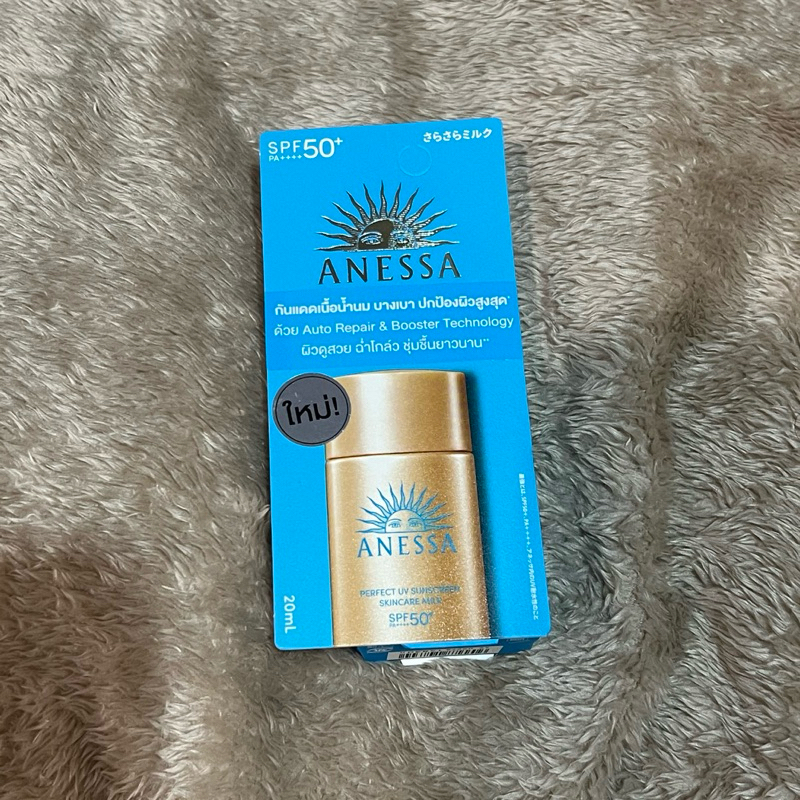 SPF50+
PA++++
さらさらミルク
ANESSA
กันแดดเนื้อน้ำนม บางเบา ปกป้องผิวสูงสุด*
ด้วย Auto Repair & Booster Technology
ผิวดูสวย ฉ่ำโกลว ชุ่มชื้นยาวนาน**
ใหม่!
ANESSA
PERFECT UV SUNSCREEN
SKINCARE MILK
SPF50+
PA++++
20mL